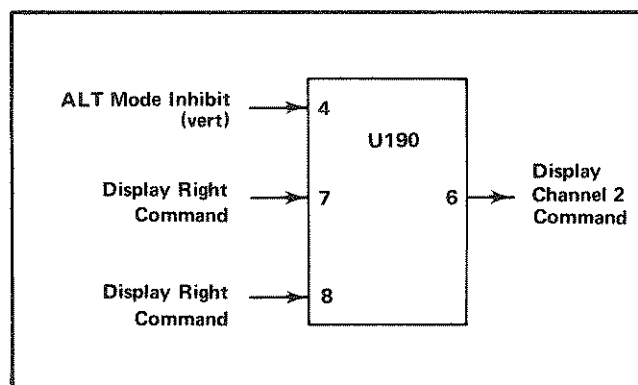 ALT Mode Inhibit
(vert)
4
U190
Display Right
Command
7
6
Display
Channel 2
Command
Display Right
Command
8